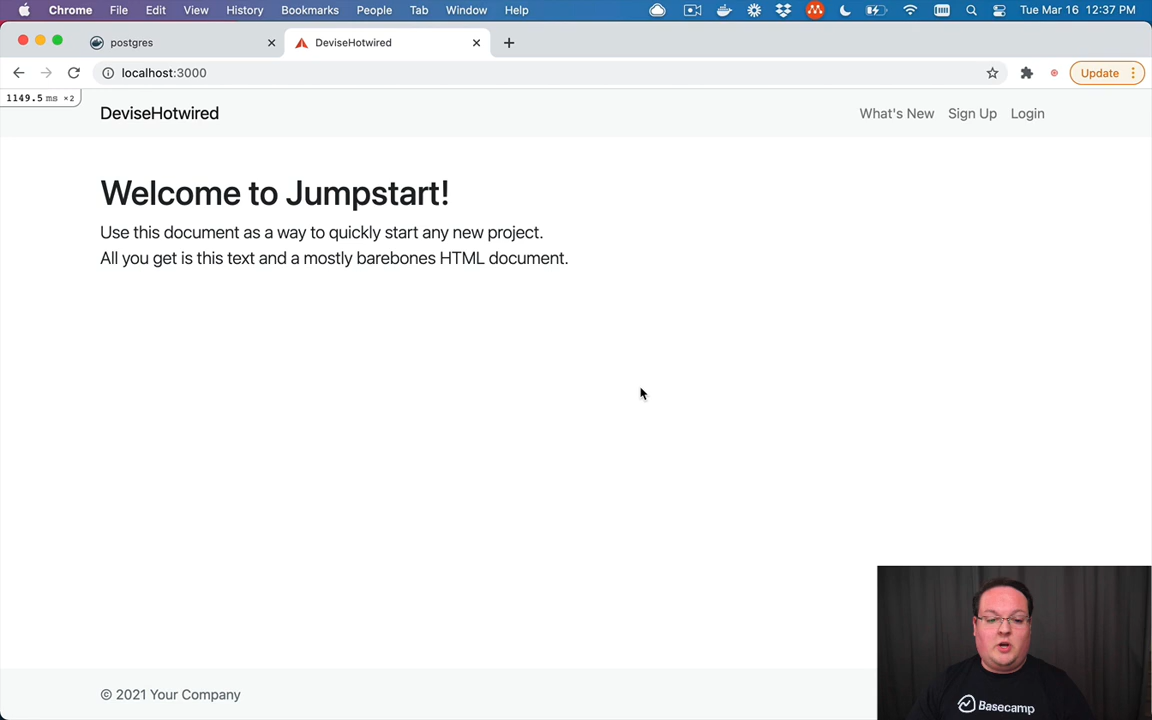 Chrome File Edit View History Bookmarks People Tab Window Help Tue Mar 16 12:37 PM
postgres DeviseHotwired
localhost:3000 Update
1149.5 ms ×2
DeviseHotwired What's New Sign Up Login
Welcome to Jumpstart!
Use this document as a way to quickly start any new project.
All you get is this text and a mostly barebones HTML document.
Basecamp
© 2021 Your Company